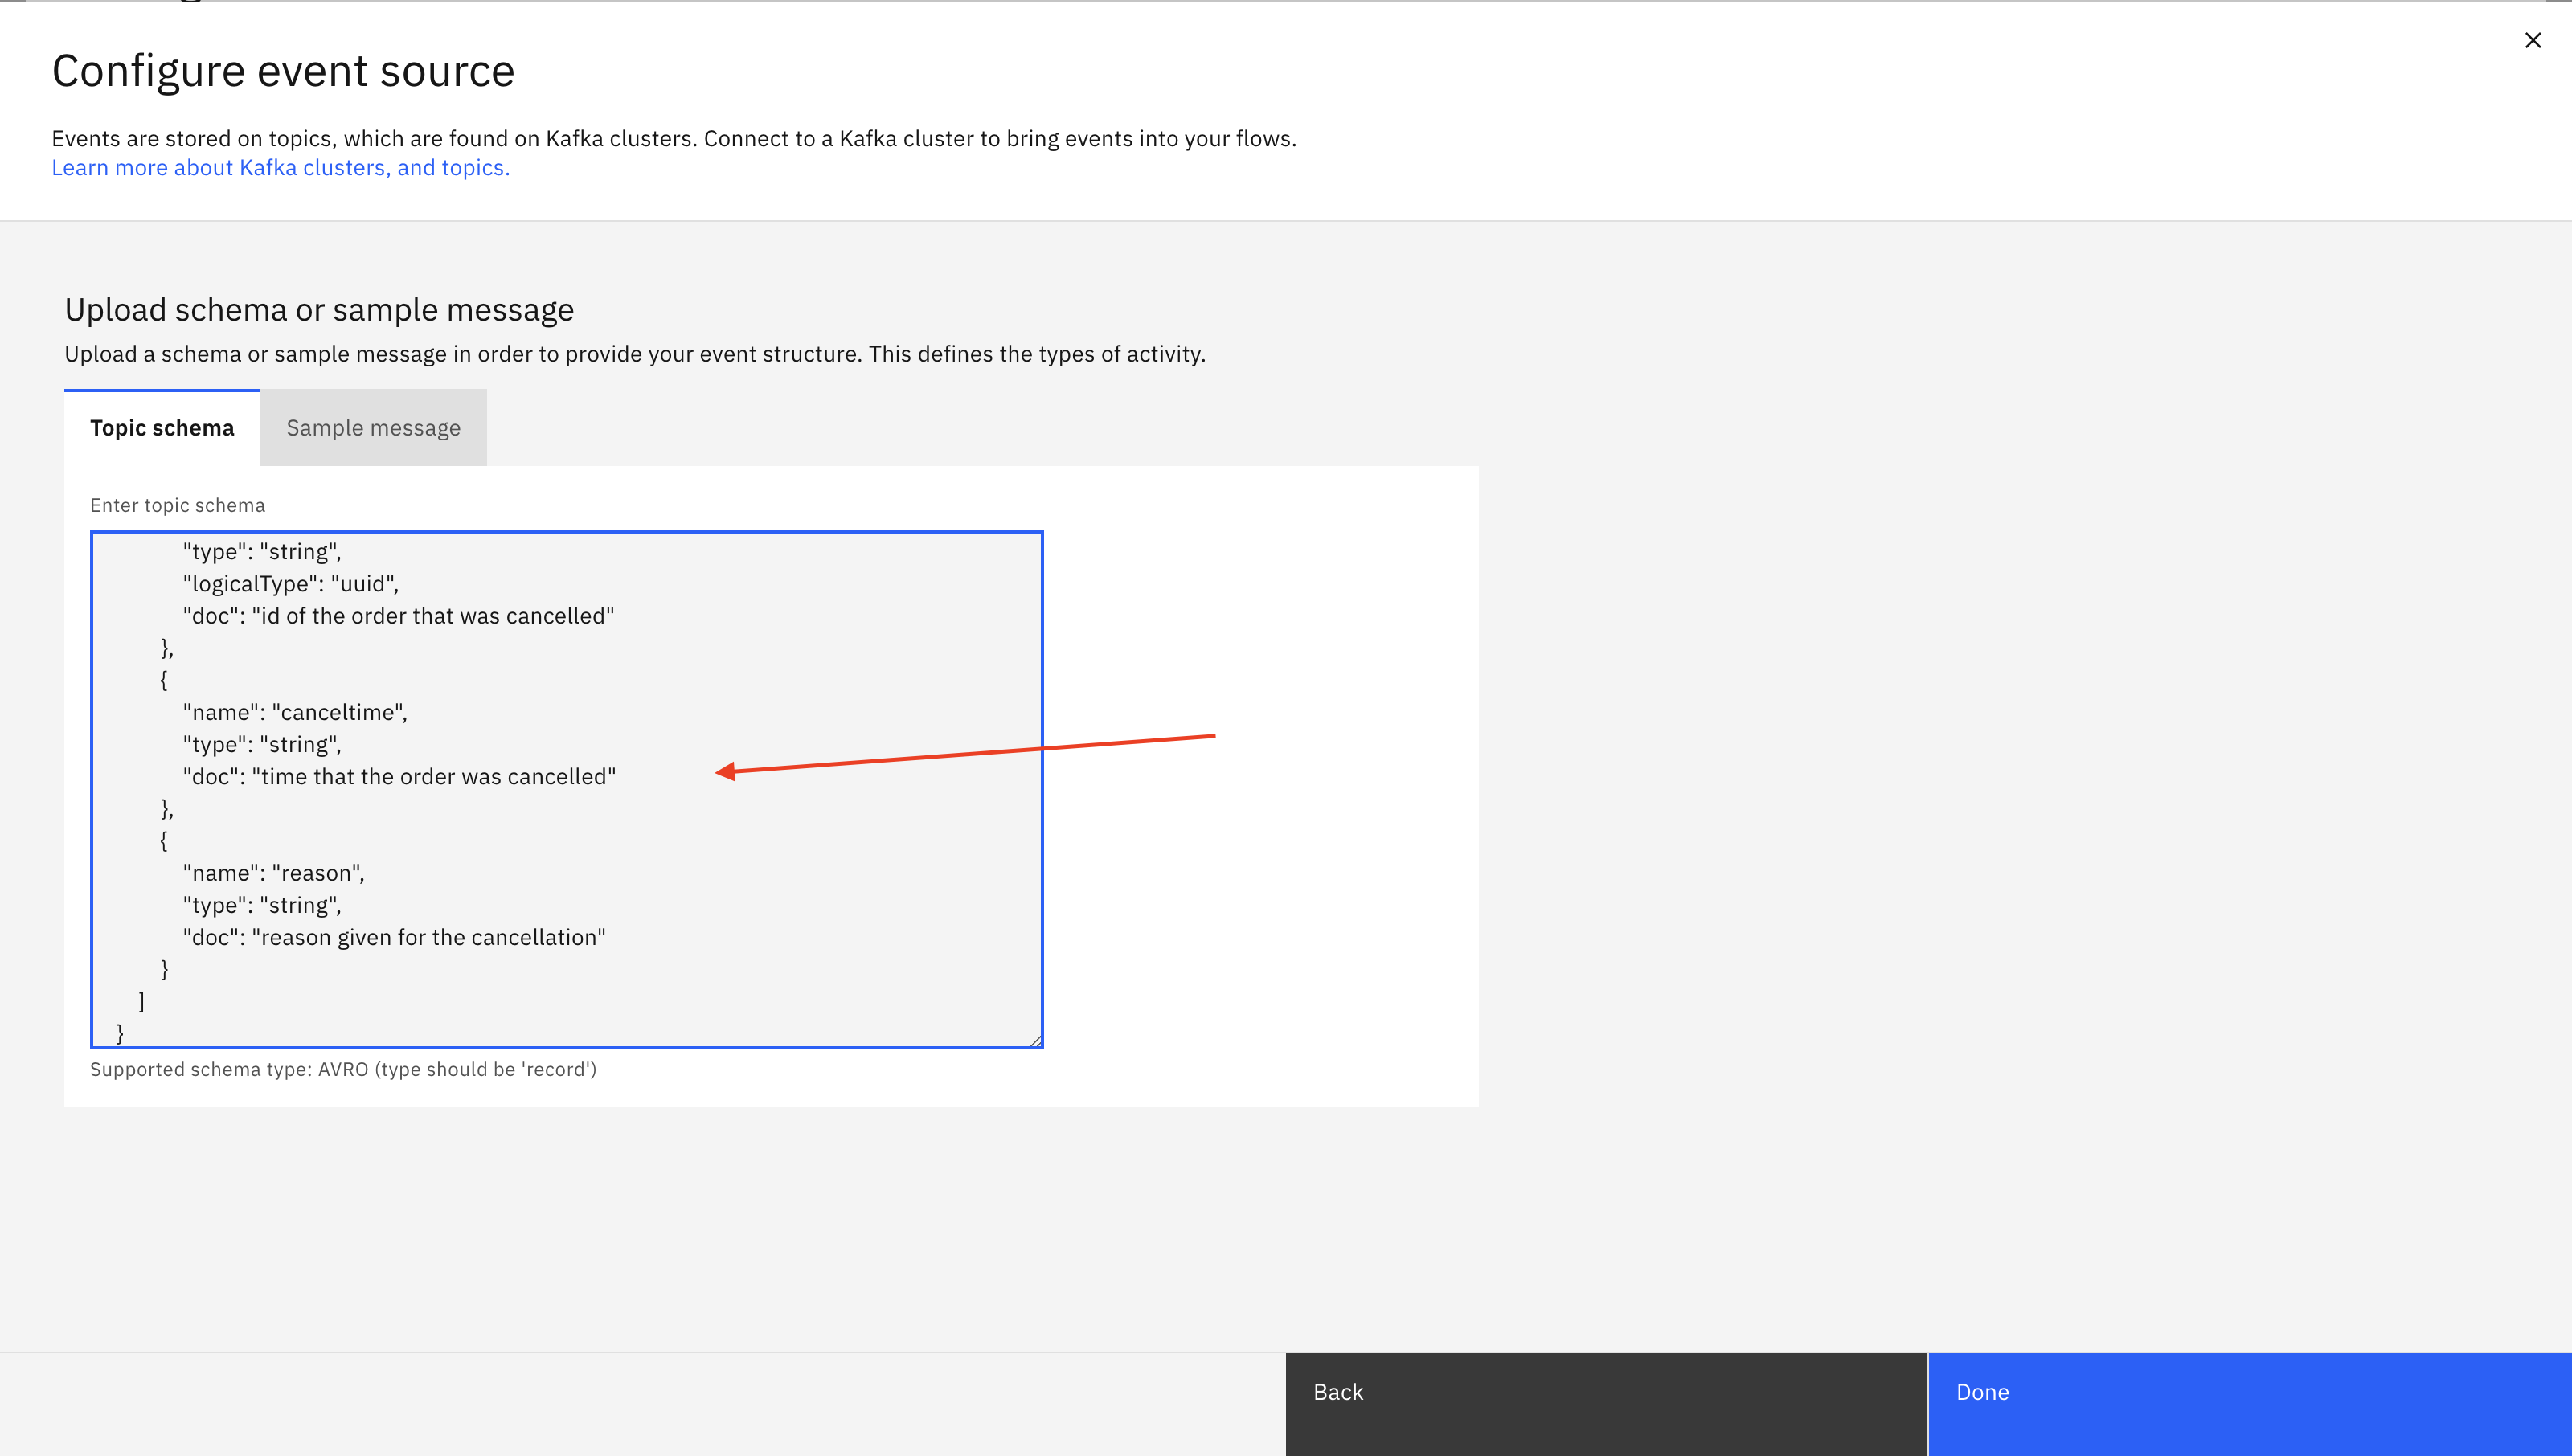 Configure event source
Events are stored on topics, which are found on Kafka clusters. Connect to a Kafka cluster to bring events into your flows.
Learn more about Kafka clusters, and topics.
Upload schema or sample message
Upload a schema or sample message in order to provide your event structure. This defines the types of activity.
Topic schema
Sample message
Enter topic schema
"type": "string",
"logicalType": "uuid",
"doc": "id of the order that was cancelled"
},
{
"name": "canceltime",
"type": "string",
"doc": "time that the order was cancelled"
},
{
"name": "reason",
"type": "string",
"doc": "reason given for the cancellation"
}
]
}
Supported schema type: AVRO (type should be 'record')
Back
Done